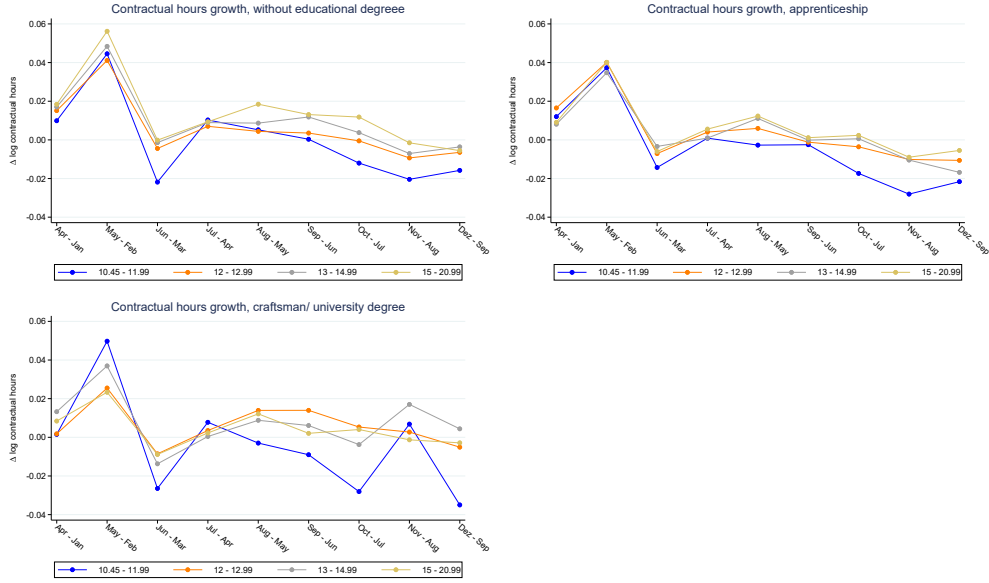 Contractual hours growth, without educational degreee
Δ log contractual hours
0.06
0.04
0.02
0.00
-0.02
-0.04
Apr - Jan
May - Feb
Jun - Mar
Jul - Apr
Aug - May
Sep - Jun
Oct - Jul
Nov - Aug
Dez - Sep
10.45 - 11.99 12 - 12.99 13 - 14.99 15 - 20.99
Contractual hours growth, apprenticeship
Δ log contractual hours
0.06
0.04
0.02
0.00
-0.02
-0.04
Apr - Jan
May - Feb
Jun - Mar
Jul - Apr
Aug - May
Sep - Jun
Oct - Jul
Nov - Aug
Dez - Sep
10.45 - 11.99 12 - 12.99 13 - 14.99 15 - 20.99
Contractual hours growth, craftsman/ university degree
Δ log contractual hours
0.06
0.04
0.02
0.00
-0.02
-0.04
Apr - Jan
May - Feb
Jun - Mar
Jul - Apr
Aug - May
Sep - Jun
Oct - Jul
Nov - Aug
Dez - Sep
10.45 - 11.99 12 - 12.99 13 - 14.99 15 - 20.99